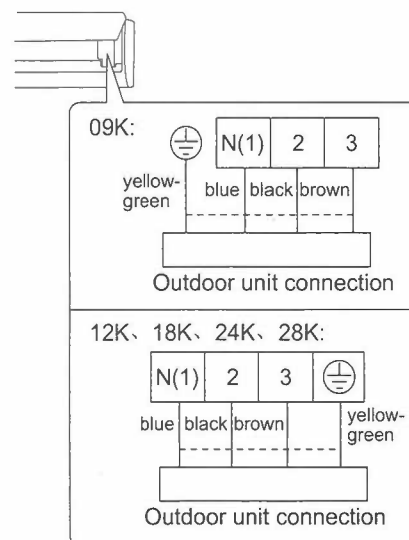 09K:
N(1) 2 3
yellow-
green
blue black brown
Outdoor unit connection
12K、18K、24K、28K:
N(1) 2 3
blue black brown
yellow-
green
Outdoor unit connection